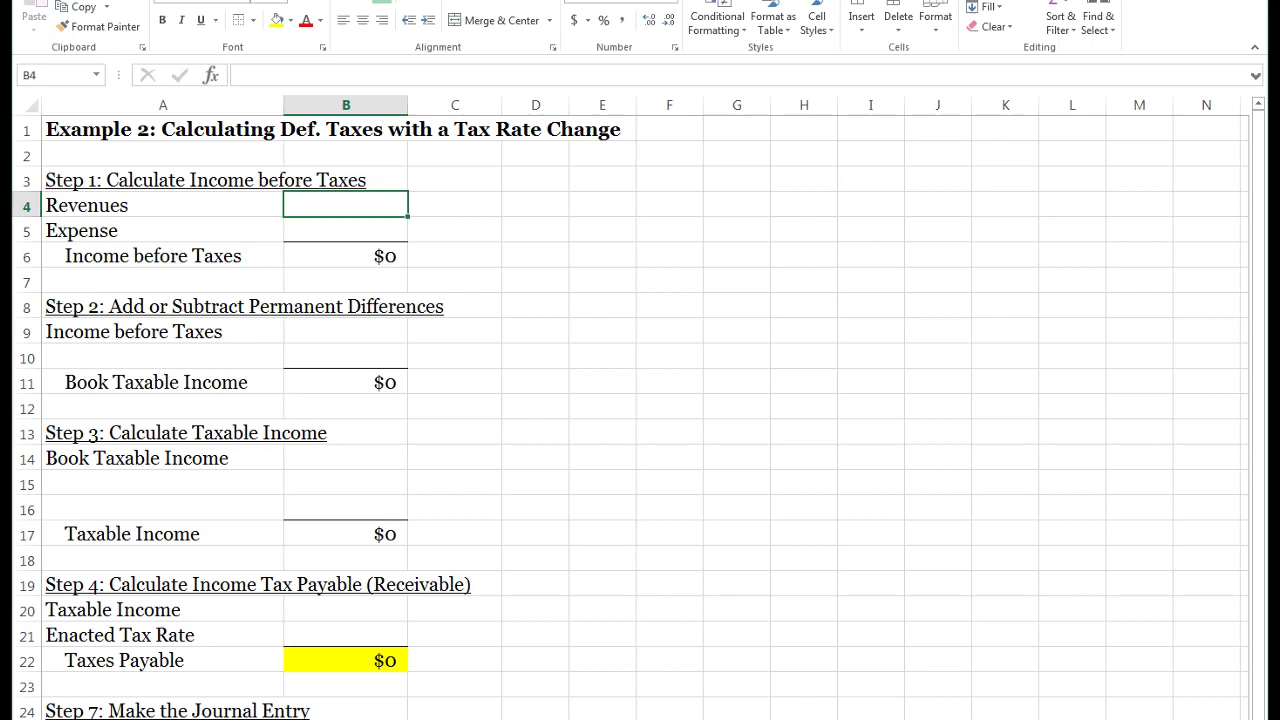 Copy
Paste
Format Painter
B I U
Merge & Center
$ % ,
Conditional Formatting
Format as Table
Cell Styles
Insert
Delete
Format
Fill
Clear
Sort & Filter
Find & Select
Clipboard
Font
Alignment
Number
Styles
Cells
Editing
B4
fx
A B C D E F G H I J K L M N
1 Example 2: Calculating Def. Taxes with a Tax Rate Change
2
3 Step 1: Calculate Income before Taxes
4 Revenues
5 Expense
6 Income before Taxes $0
7
8 Step 2: Add or Subtract Permanent Differences
9 Income before Taxes
10
11 Book Taxable Income $0
12
13 Step 3: Calculate Taxable Income
14 Book Taxable Income
15
16
17 Taxable Income $0
18
19 Step 4: Calculate Income Tax Payable (Receivable)
20 Taxable Income
21 Enacted Tax Rate
22 Taxes Payable $0
23
24 Step 7: Make the Journal Entry